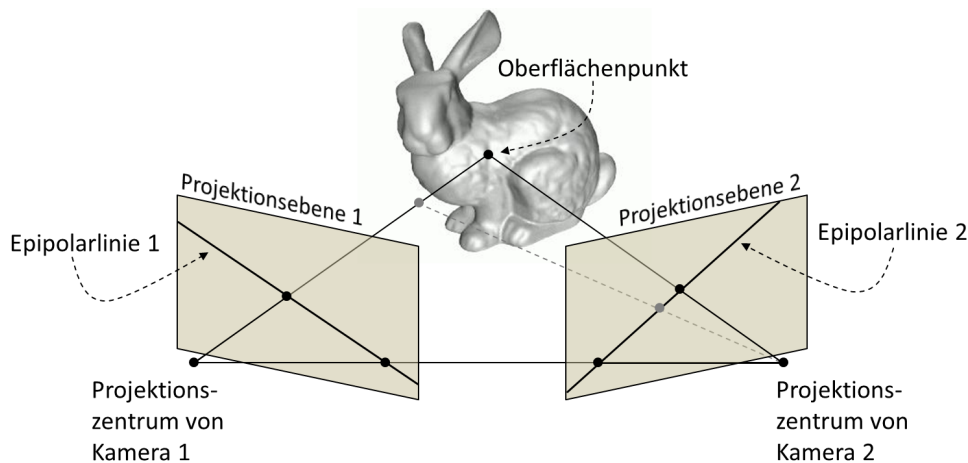 Oberflächenpunkt
Projektionsebene 1
Projektionsebene 2
Epipolarlinie 1
Epipolarlinie 2
Projektions-
zentrum von
Kamera 1
Projektions-
zentrum von
Kamera 2